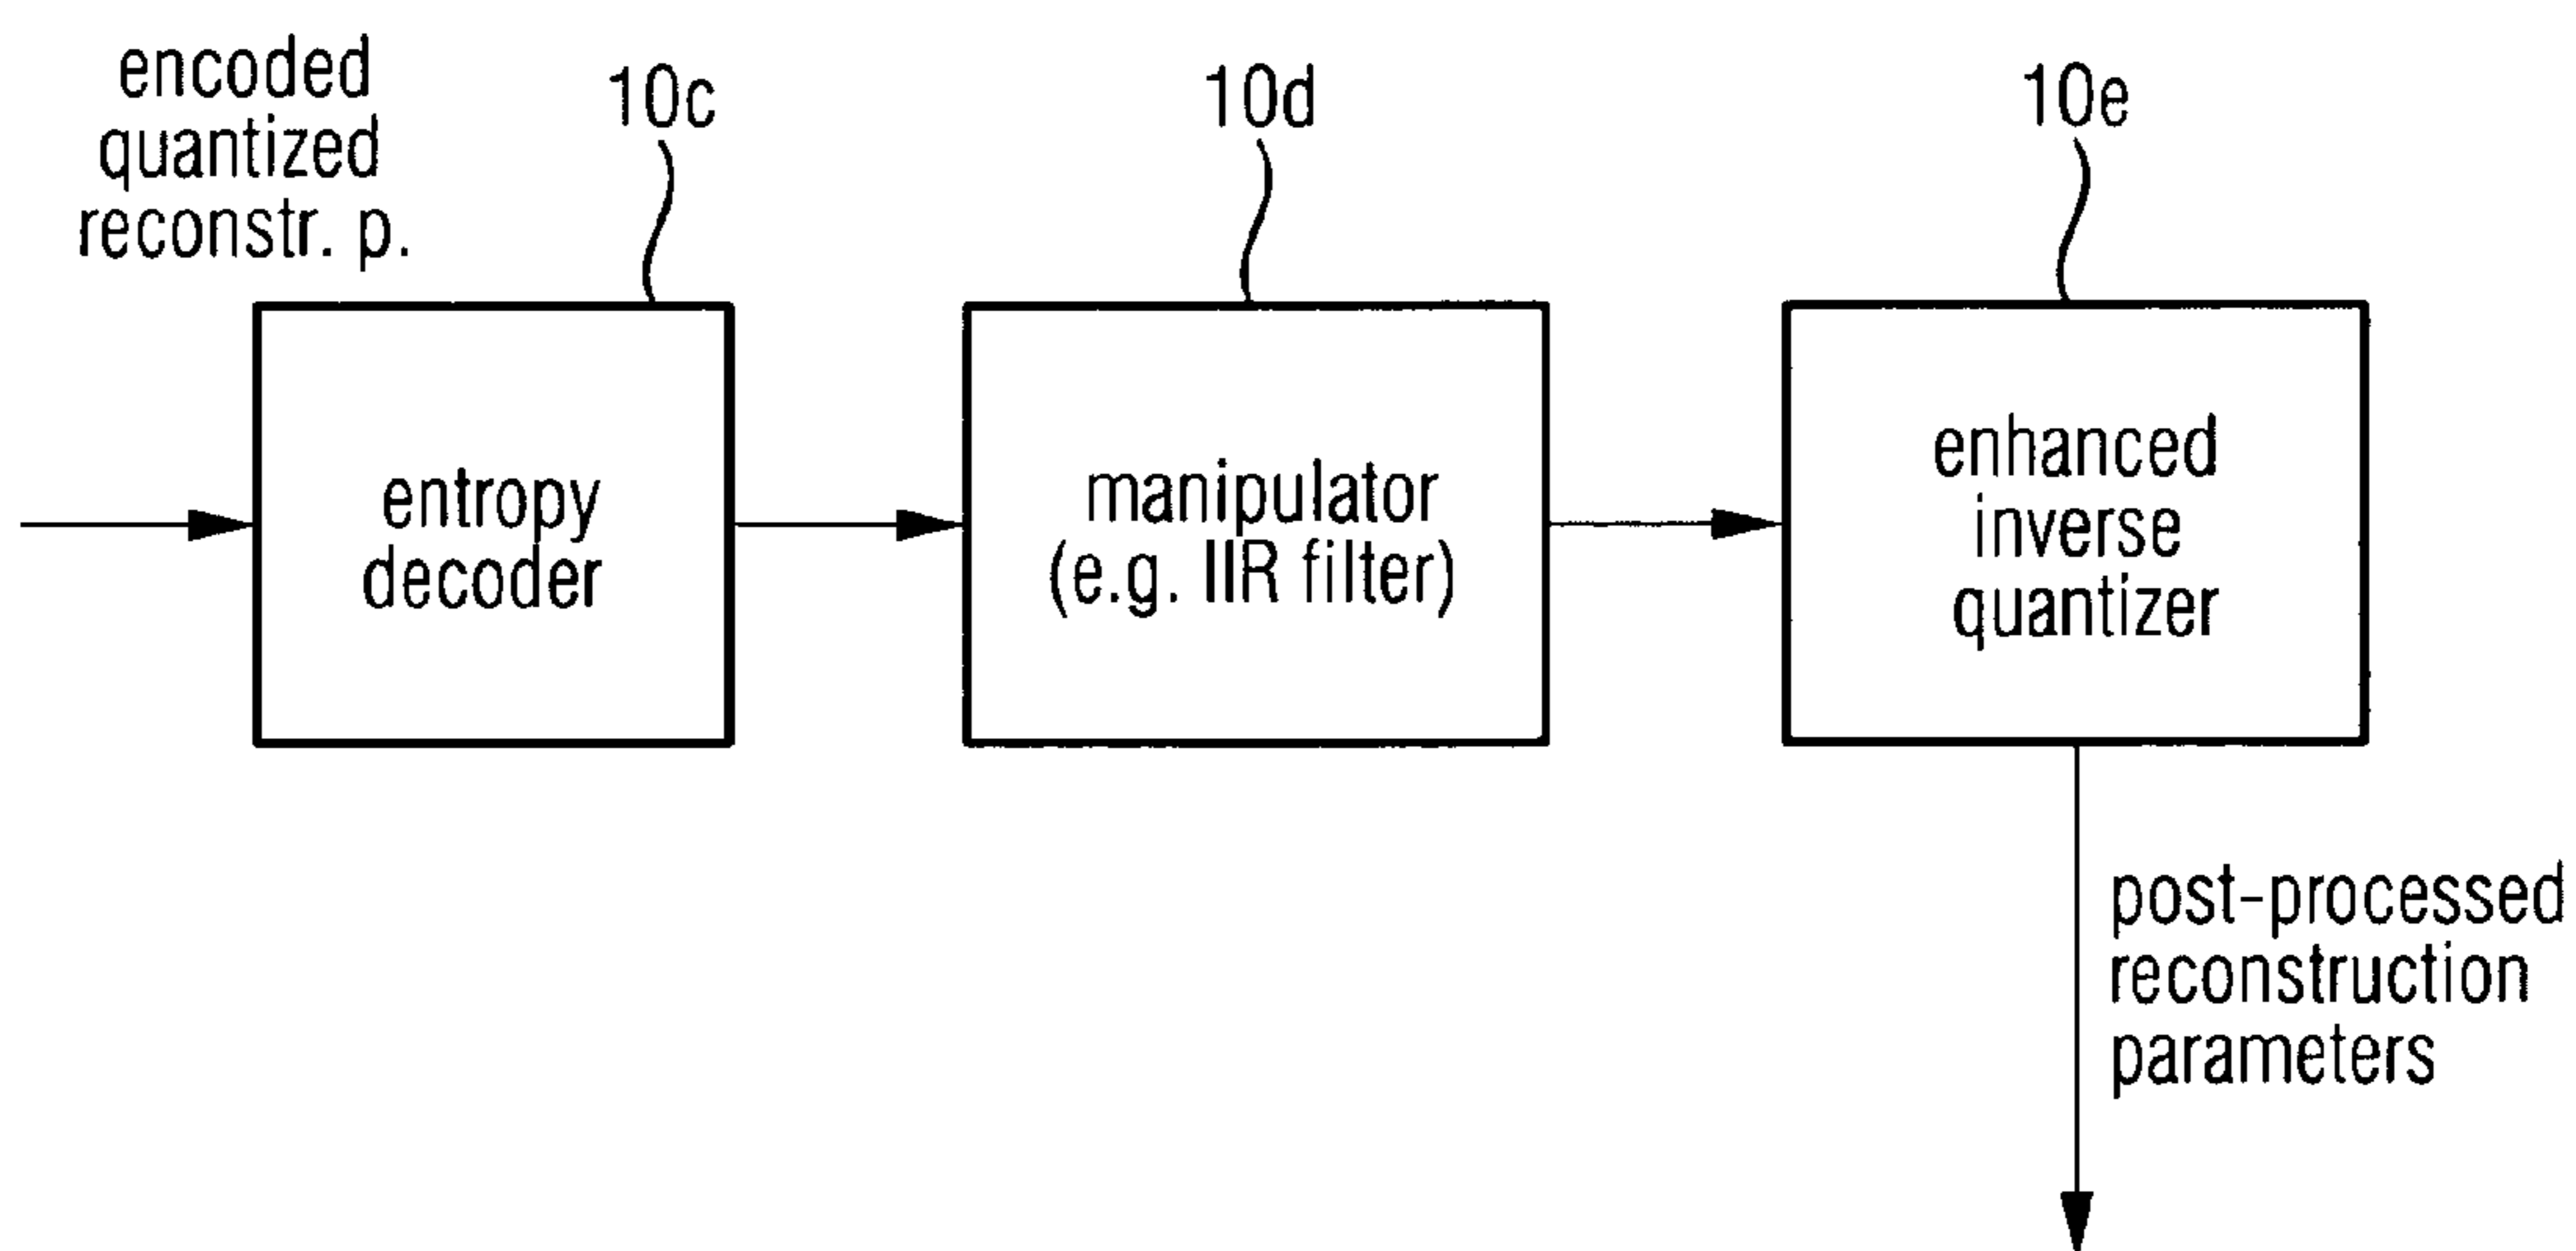 encoded
quantized
reconstr. p.
10c
10d
10e
entropy
decoder
manipulator
(e.g. IIR filter)
enhanced
inverse
quantizer
post-processed
reconstruction
parameters